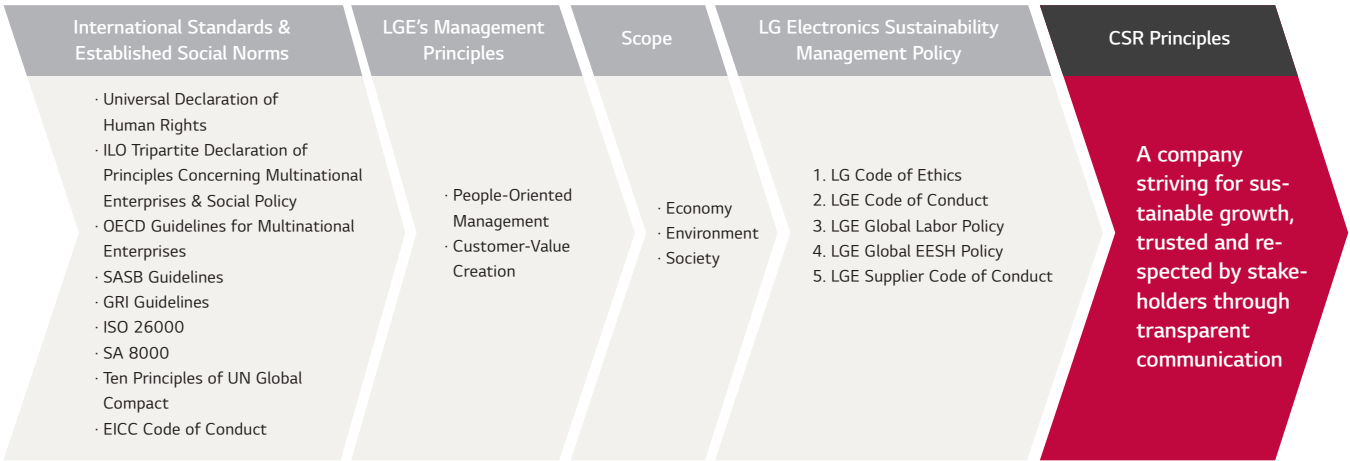 International Standards &
Established Social Norms
· Universal Declaration of
Human Rights
· ILO Tripartite Declaration of
Principles Concerning Multinational
Enterprises & Social Policy
· OECD Guidelines for Multinational
Enterprises
· SASB Guidelines
· GRI Guidelines
· ISO 26000
· SA 8000
· Ten Principles of UN Global
Compact
· EICC Code of Conduct
LGE's Management
Principles
· People-Oriented
Management
· Customer-Value
Creation
Scope
· Economy
· Environment
· Society
LG Electronics Sustainability
Management Policy
1. LG Code of Ethics
2. LGE Code of Conduct
3. LGE Global Labor Policy
4. LGE Global EESH Policy
5. LGE Supplier Code of Conduct
CSR Principles
A company
striving for sus-
tainable growth,
trusted and re-
spected by stake-
holders through
transparent
communication